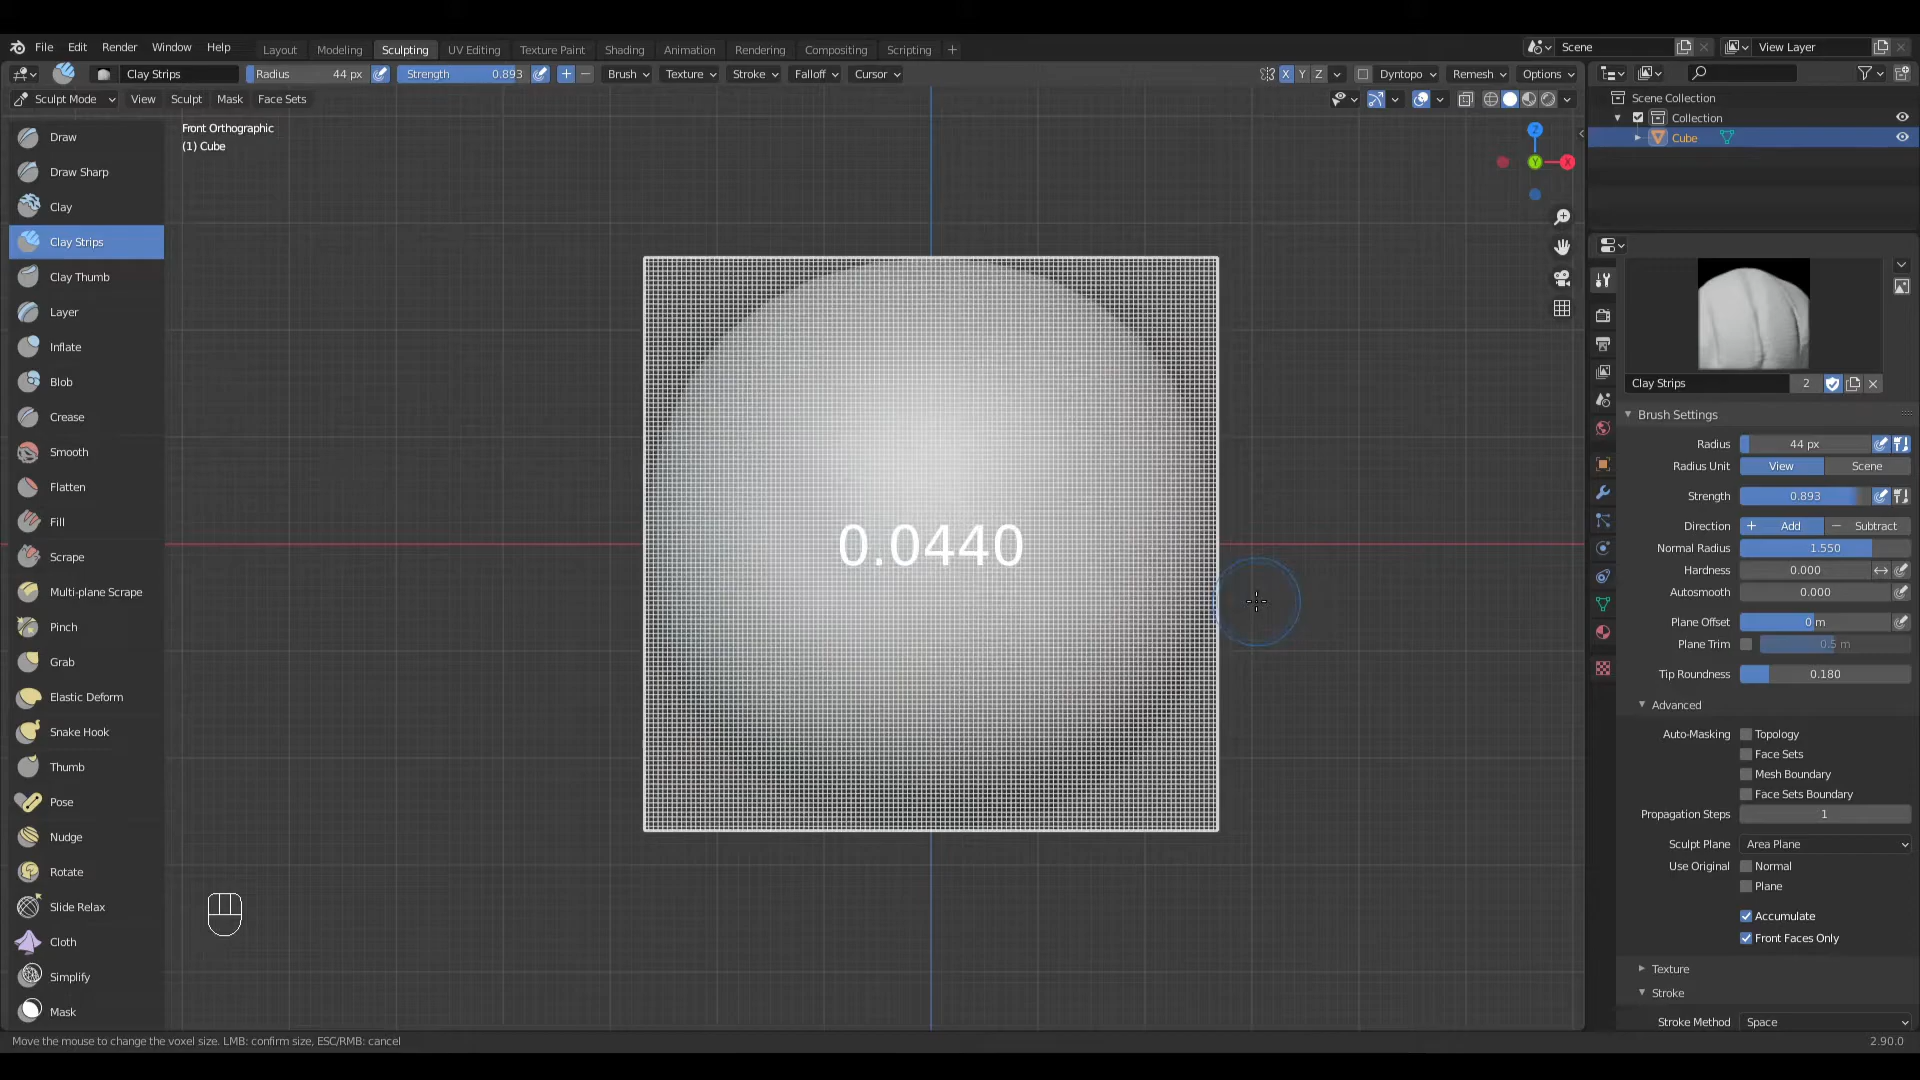 File Edit Render Window Help
Layout Modeling Sculpting UV Editing Texture Paint Shading Animation Rendering Compositing Scripting +
Scene
View Layer
Clay Strips
Radius 44 px
Strength 0.893
Brush Texture Stroke Falloff Cursor
X Y Z
Dyntopo Remesh Options
Sculpt Mode View Sculpt Mask Face Sets
Front Orthographic
(1) Cube
Draw
Draw Sharp
Clay
Clay Strips
Clay Thumb
Layer
Inflate
Blob
Crease
Smooth
Flatten
Fill
Scrape
Multi-plane Scrape
Pinch
Grab
Elastic Deform
Snake Hook
Thumb
Pose
Nudge
Rotate
Slide Relax
Cloth
Simplify
Mask
0.0440
Z
Y
X
Scene Collection
Collection
Cube
Clay Strips 2
Brush Settings
Radius 44 px
Radius Unit View Scene
Strength 0.893
Direction + Add − Subtract
Normal Radius 1.550
Hardness 0.000
Autosmooth 0.000
Plane Offset 0 m
Plane Trim 0.5 m
Tip Roundness 0.180
Advanced
Auto-Masking Topology
Face Sets
Mesh Boundary
Face Sets Boundary
Propagation Steps 1
Sculpt Plane Area Plane
Use Original Normal
Plane
Accumulate
Front Faces Only
Texture
Stroke
Stroke Method Space
Move the mouse to change the voxel size. LMB: confirm size, ESC/RMB: cancel
2.90.0